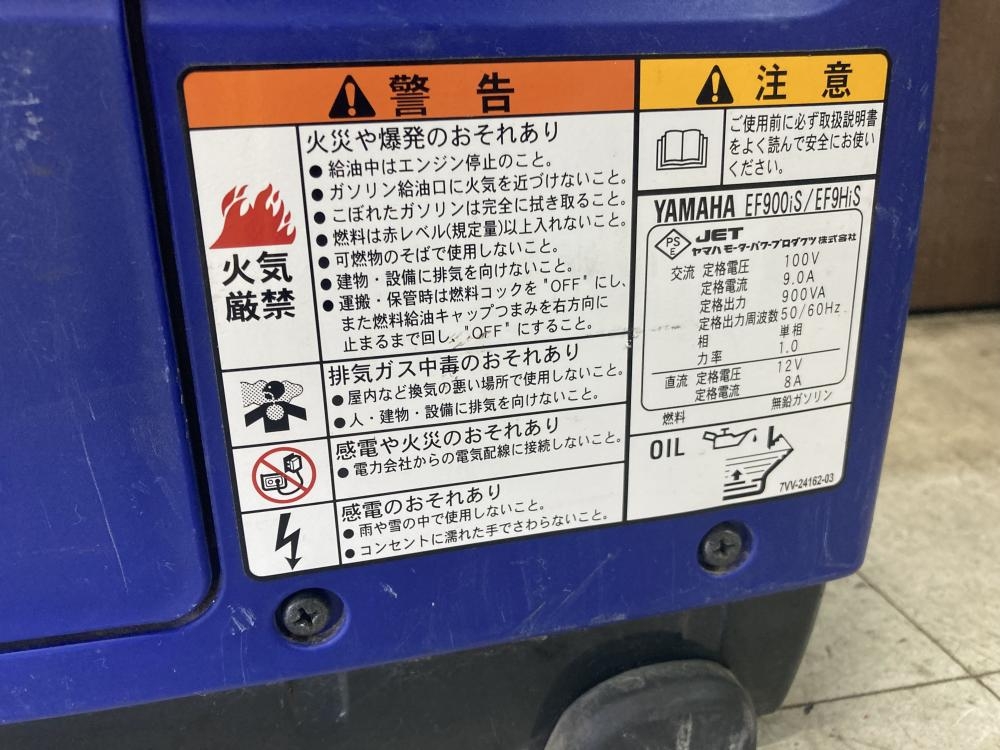 警告
火気
厳禁
火災や爆発のおそれあり
● 給油中はエンジン停止のこと。
● ガソリン給油口に火気を近づけないこと。
● こぼれたガソリンは完全に拭き取ること。
● 燃料は赤レベル(規定量)以上入れないこと。
● 可燃物のそばで使用しないこと。
● 建物・設備に排気を向けないこと。
● 運搬・保管時は燃料コックを"OFF"にし、
また燃料給油キャップつまみを右方向に
止まるまで回し、"OFF"にすること。
排気ガス中毒のおそれあり
● 屋内など換気の悪い場所で使用しないこと。
● 人・建物・設備に排気を向けないこと。
感電や火災のおそれあり
● 電力会社からの電気配線に接続しないこと。
感電のおそれあり
● 雨や雪の中で使用しないこと。
● コンセントに濡れた手でさわらないこと。
注意
ご使用前に必ず取扱説明書
をよく読んで安全にお使い
ください。
YAMAHA EF900iS/EF9HiS
PS
E
JET
ヤマハモーターパワープロダクツ株式会社
交流 定格電圧 100V
定格電流 9.0A
定格出力 900VA
定格出力周波数 50/60Hz
相 単相
力率 1.0
直流 定格電圧 12V
定格電流 8A
燃料 無鉛ガソリン
OIL
7VV-24162-03